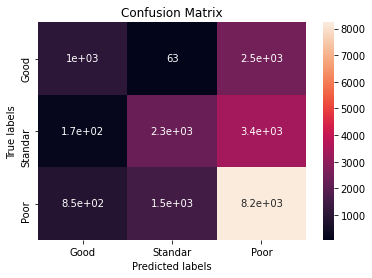 Confusion Matrix
Good
1e+03 63 2.5e+03
Standar
1.7e+02 2.3e+03 3.4e+03
Poor
8.5e+02 1.5e+03 8.2e+03
True labels
Good Standar Poor
Predicted labels
8000
7000
6000
5000
4000
3000
2000
1000